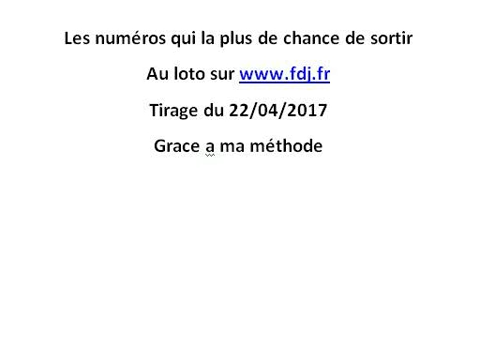 Les numéros qui la plus de chance de sortir
Au loto sur www.fdj.fr
Tirage du 22/04/2017
Grace a ma méthode